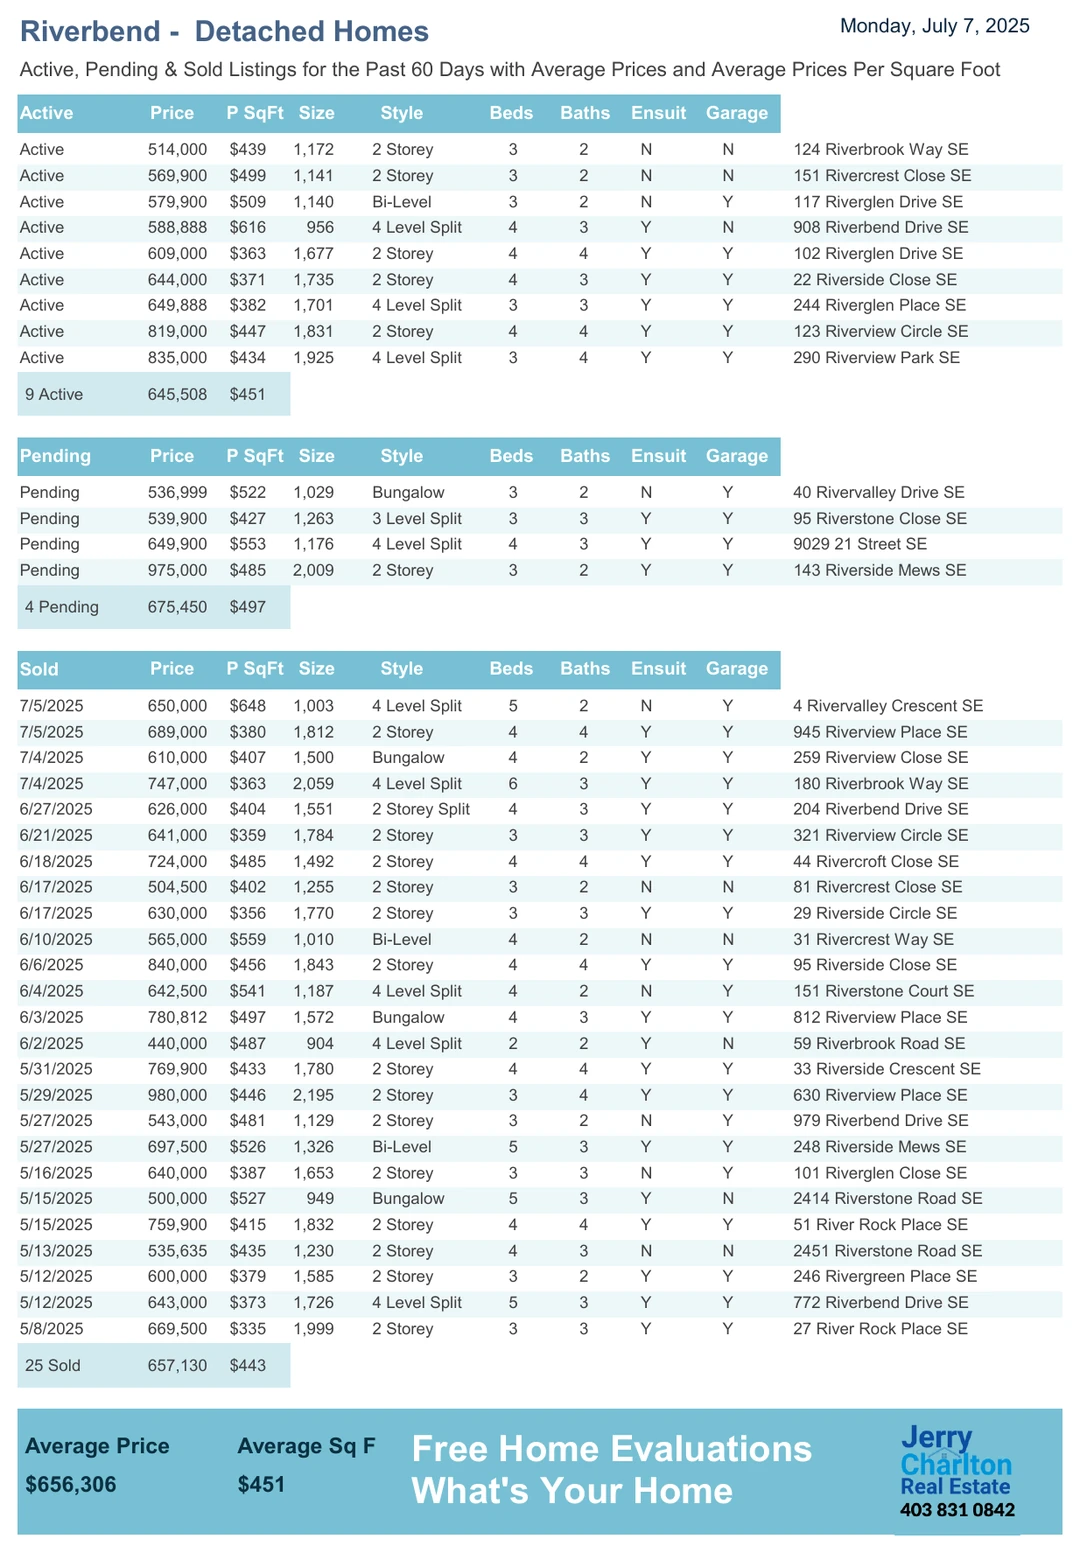 Riverbend -  Detached Homes
Monday, July 7, 2025
Active, Pending & Sold Listings for the Past 60 Days with Average Prices and Average Prices Per Square Foot
Active Price P SqFt Size Style Beds Baths Ensuit Garage
Active 514,000 $439 1,172 2 Storey 3 2 N N 124 Riverbrook Way SE
Active 569,900 $499 1,141 2 Storey 3 2 N N 151 Rivercrest Close SE
Active 579,900 $509 1,140 Bi-Level 3 2 N Y 117 Riverglen Drive SE
Active 588,888 $616 956 4 Level Split 4 3 Y N 908 Riverbend Drive SE
Active 609,000 $363 1,677 2 Storey 4 4 Y Y 102 Riverglen Drive SE
Active 644,000 $371 1,735 2 Storey 4 3 Y Y 22 Riverside Close SE
Active 649,888 $382 1,701 4 Level Split 3 3 Y Y 244 Riverglen Place SE
Active 819,000 $447 1,831 2 Storey 4 4 Y Y 123 Riverview Circle SE
Active 835,000 $434 1,925 4 Level Split 3 4 Y Y 290 Riverview Park SE
9 Active 645,508 $451
Pending Price P SqFt Size Style Beds Baths Ensuit Garage
Pending 536,999 $522 1,029 Bungalow 3 2 N Y 40 Rivervalley Drive SE
Pending 539,900 $427 1,263 3 Level Split 3 3 Y Y 95 Riverstone Close SE
Pending 649,900 $553 1,176 4 Level Split 4 3 Y Y 9029 21 Street SE
Pending 975,000 $485 2,009 2 Storey 3 2 Y Y 143 Riverside Mews SE
4 Pending 675,450 $497
Sold Price P SqFt Size Style Beds Baths Ensuit Garage
7/5/2025 650,000 $648 1,003 4 Level Split 5 2 N Y 4 Rivervalley Crescent SE
7/5/2025 689,000 $380 1,812 2 Storey 4 4 Y Y 945 Riverview Place SE
7/4/2025 610,000 $407 1,500 Bungalow 4 2 Y Y 259 Riverview Close SE
7/4/2025 747,000 $363 2,059 4 Level Split 6 3 Y Y 180 Riverbrook Way SE
6/27/2025 626,000 $404 1,551 2 Storey Split 4 3 Y Y 204 Riverbend Drive SE
6/21/2025 641,000 $359 1,784 2 Storey 3 3 Y Y 321 Riverview Circle SE
6/18/2025 724,000 $485 1,492 2 Storey 4 4 Y Y 44 Rivercroft Close SE
6/17/2025 504,500 $402 1,255 2 Storey 3 2 N N 81 Rivercrest Close SE
6/17/2025 630,000 $356 1,770 2 Storey 3 3 Y Y 29 Riverside Circle SE
6/10/2025 565,000 $559 1,010 Bi-Level 4 2 N N 31 Rivercrest Way SE
6/6/2025 840,000 $456 1,843 2 Storey 4 4 Y Y 95 Riverside Close SE
6/4/2025 642,500 $541 1,187 4 Level Split 4 2 N Y 151 Riverstone Court SE
6/3/2025 780,812 $497 1,572 Bungalow 4 3 Y Y 812 Riverview Place SE
6/2/2025 440,000 $487 904 4 Level Split 2 2 Y N 59 Riverbrook Road SE
5/31/2025 769,900 $433 1,780 2 Storey 4 4 Y Y 33 Riverside Crescent SE
5/29/2025 980,000 $446 2,195 2 Storey 3 4 Y Y 630 Riverview Place SE
5/27/2025 543,000 $481 1,129 2 Storey 3 2 N Y 979 Riverbend Drive SE
5/27/2025 697,500 $526 1,326 Bi-Level 5 3 Y Y 248 Riverside Mews SE
5/16/2025 640,000 $387 1,653 2 Storey 3 3 N Y 101 Riverglen Close SE
5/15/2025 500,000 $527 949 Bungalow 5 3 Y N 2414 Riverstone Road SE
5/15/2025 759,900 $415 1,832 2 Storey 4 4 Y Y 51 River Rock Place SE
5/13/2025 535,635 $435 1,230 2 Storey 4 3 N N 2451 Riverstone Road SE
5/12/2025 600,000 $379 1,585 2 Storey 3 2 Y Y 246 Rivergreen Place SE
5/12/2025 643,000 $373 1,726 4 Level Split 5 3 Y Y 772 Riverbend Drive SE
5/8/2025 669,500 $335 1,999 2 Storey 3 3 Y Y 27 River Rock Place SE
25 Sold 657,130 $443
Average Price Average Sq F
$656,306 $451
Free Home Evaluations
What's Your Home
Jerry
Charlton
Real Estate
403 831 0842